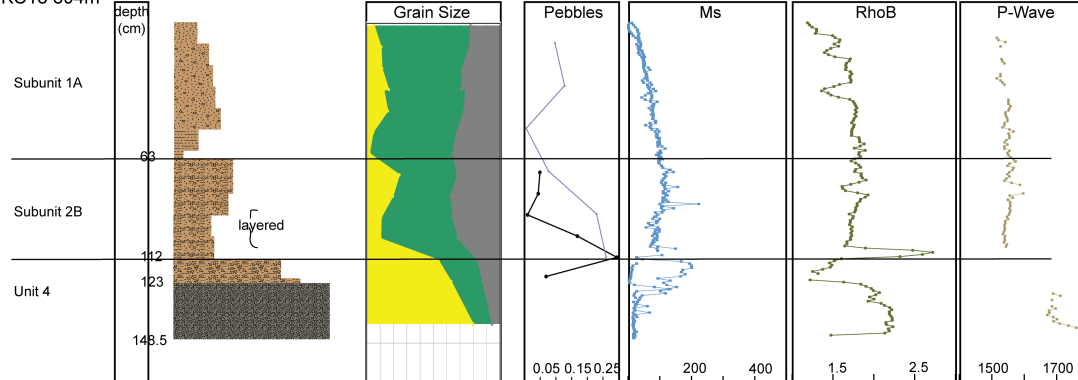 depth
(cm)
Grain Size
Pebbles
Ms
RhoB
P-Wave
Subunit 1A
63
Subunit 2B
layered
112
123
Unit 4
148.5
0.05 0.15 0.25
200 400
1.5 2.5
1500 1700